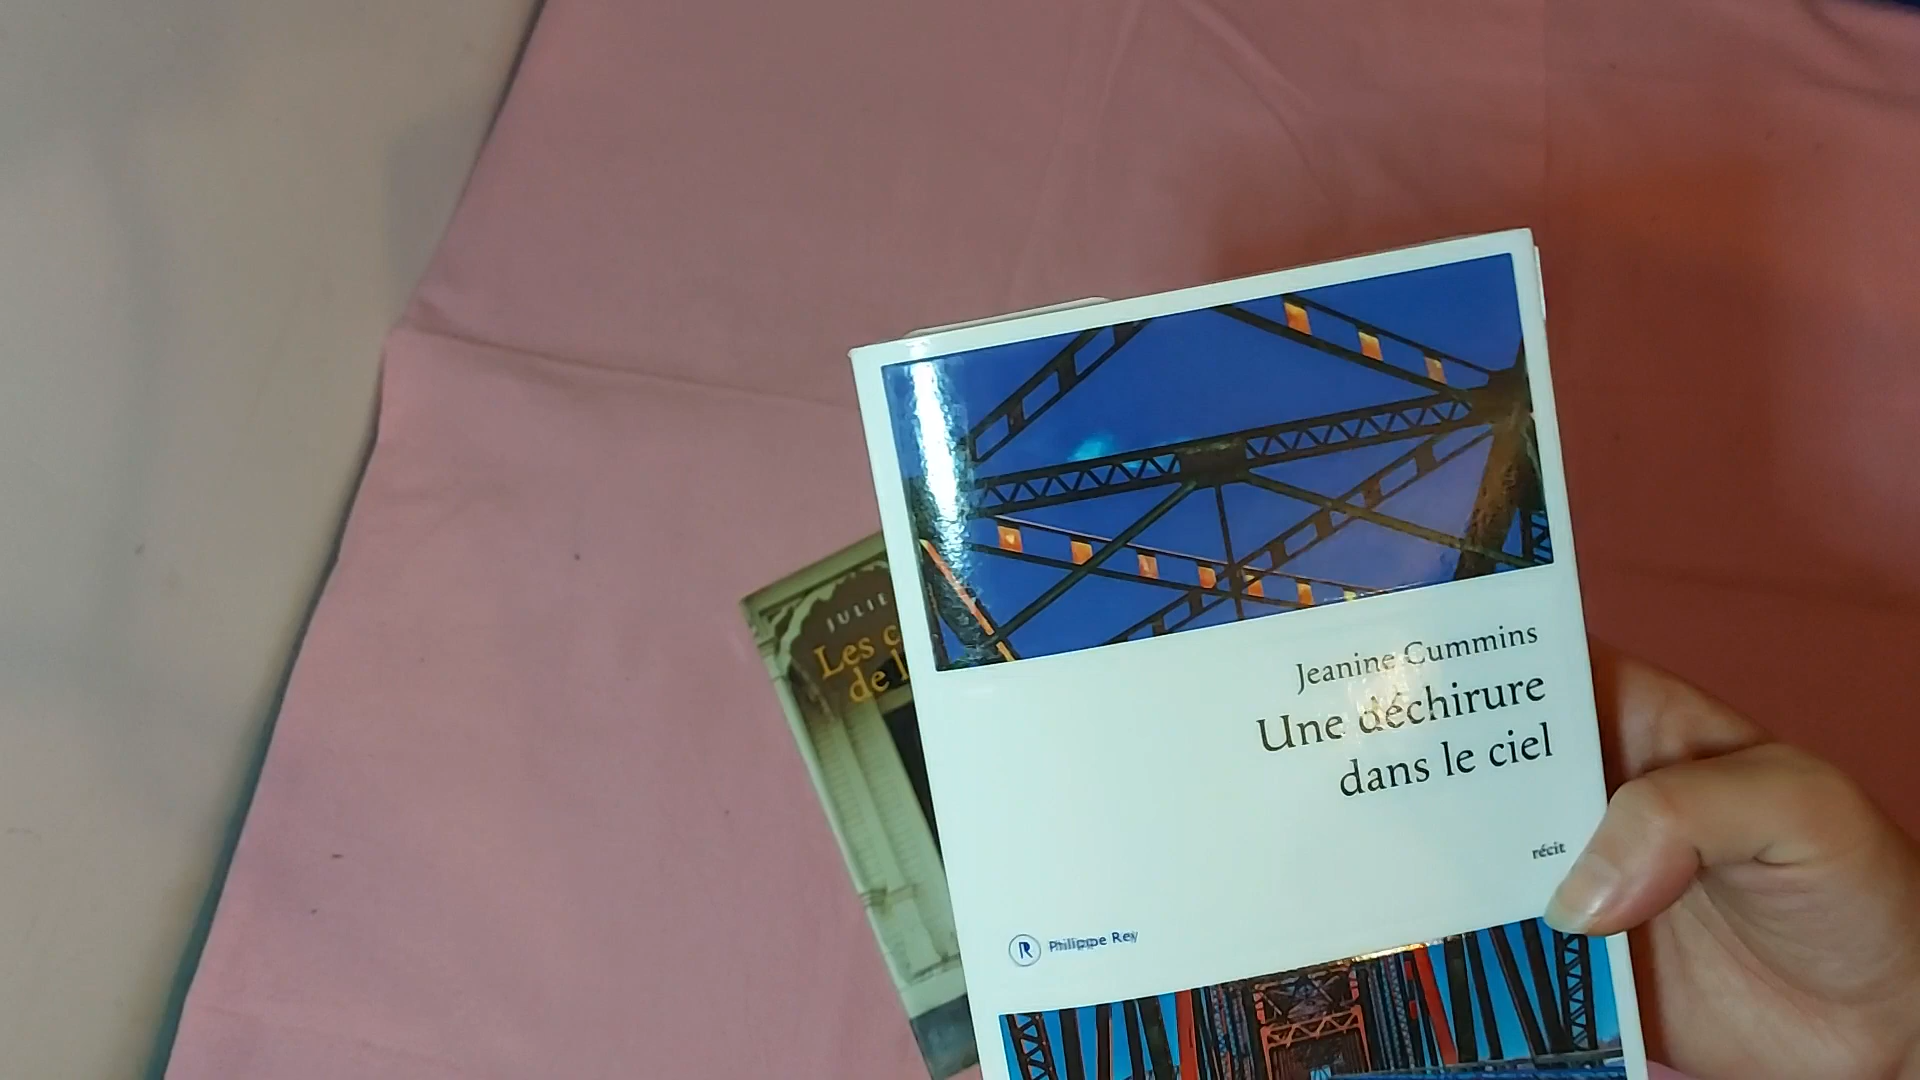 JULIE
Les c
de l
Jeanine Cummins
Une déchirure
dans le ciel
récit
R Philippe Rey